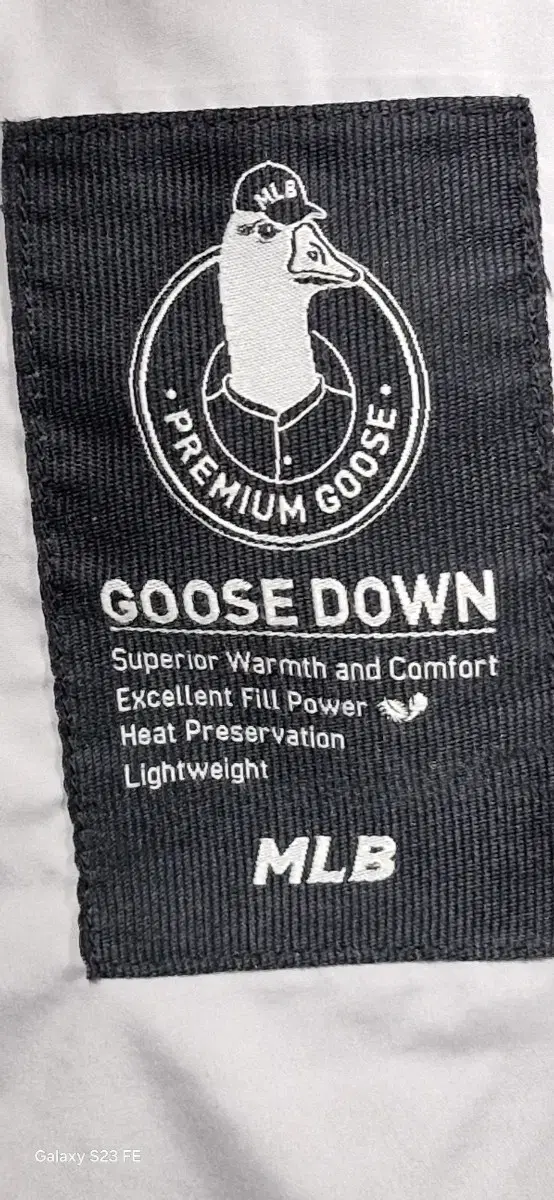 MLB
· PREMIUM GOOSE ·
GOOSE DOWN
Superior Warmth and Comfort
Excellent Fill Power
Heat Preservation
Lightweight
MLB
Galaxy S23 FE